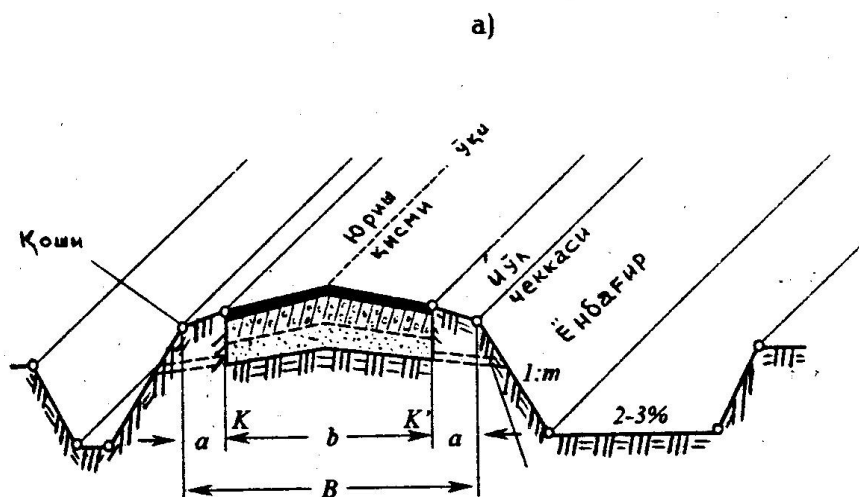 а)
ўқи
Юриш
қисми
Қоши
Йўл
чеккаси
Ёнбағир
1:m
2-3%
K
K'
a
b
a
B